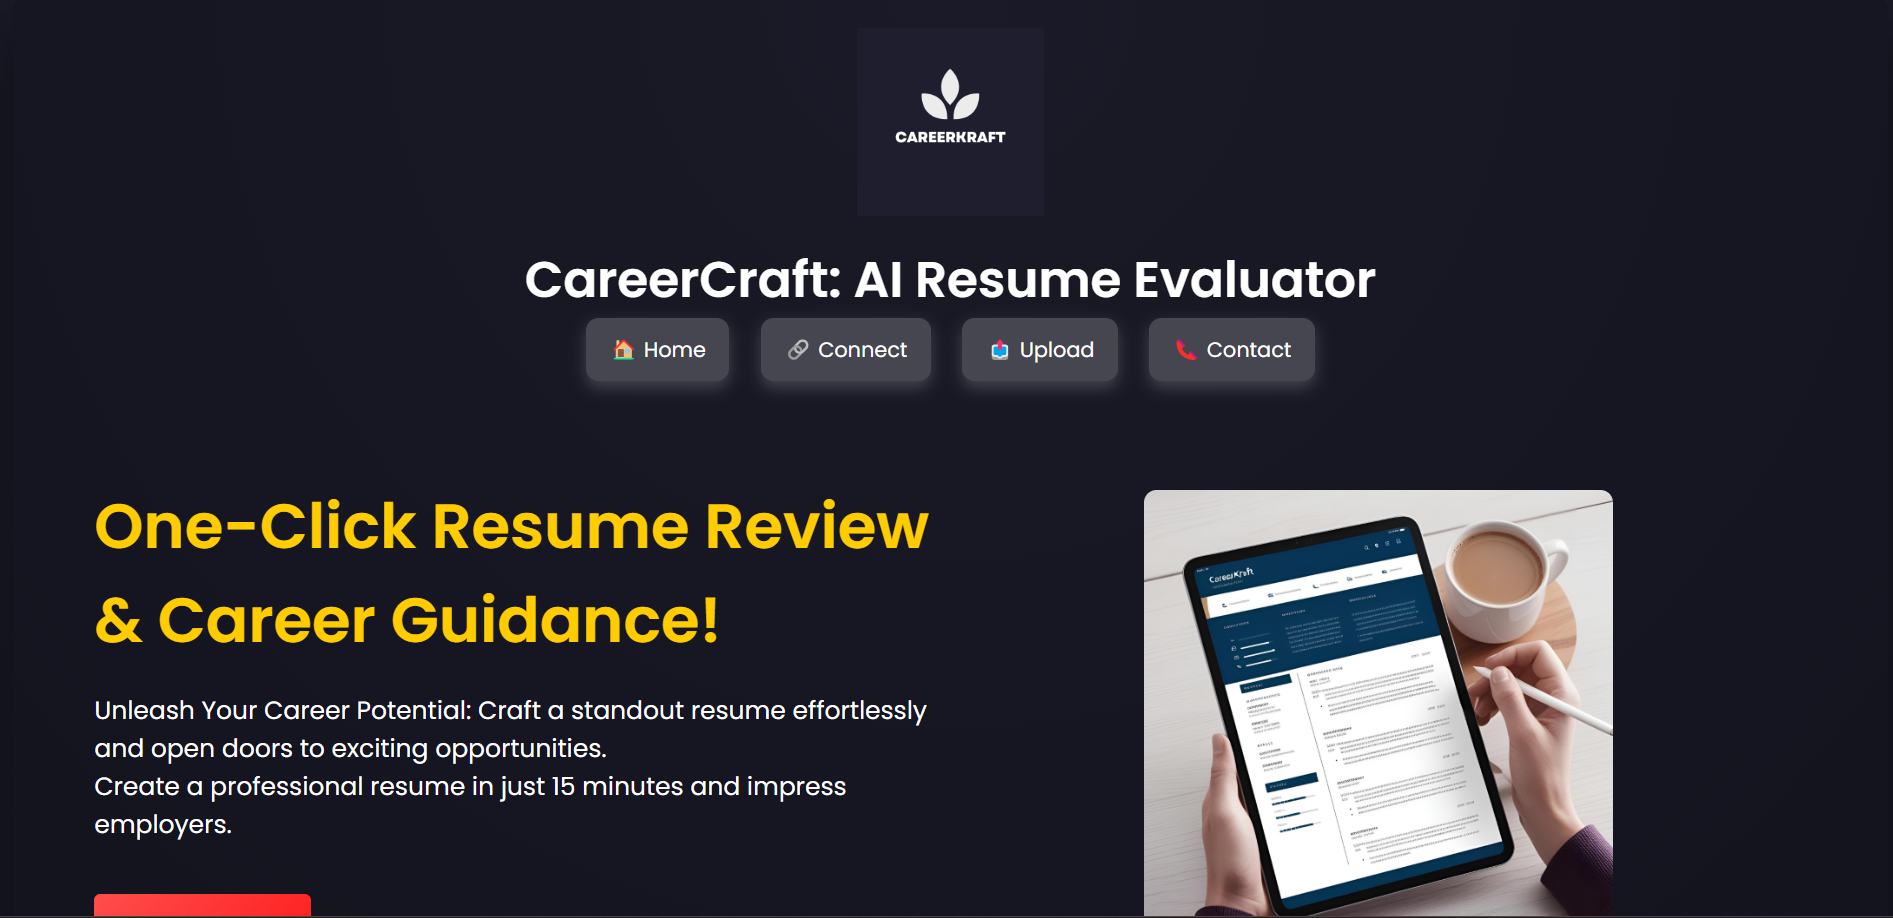 CAREERKRAFT
CareerCraft: AI Resume Evaluator
🏠 Home
🔗 Connect
📤 Upload
📞 Contact
One-Click Resume Review
& Career Guidance!
Unleash Your Career Potential: Craft a standout resume effortlessly
and open doors to exciting opportunities.
Create a professional resume in just 15 minutes and impress
employers.
CareerKraft